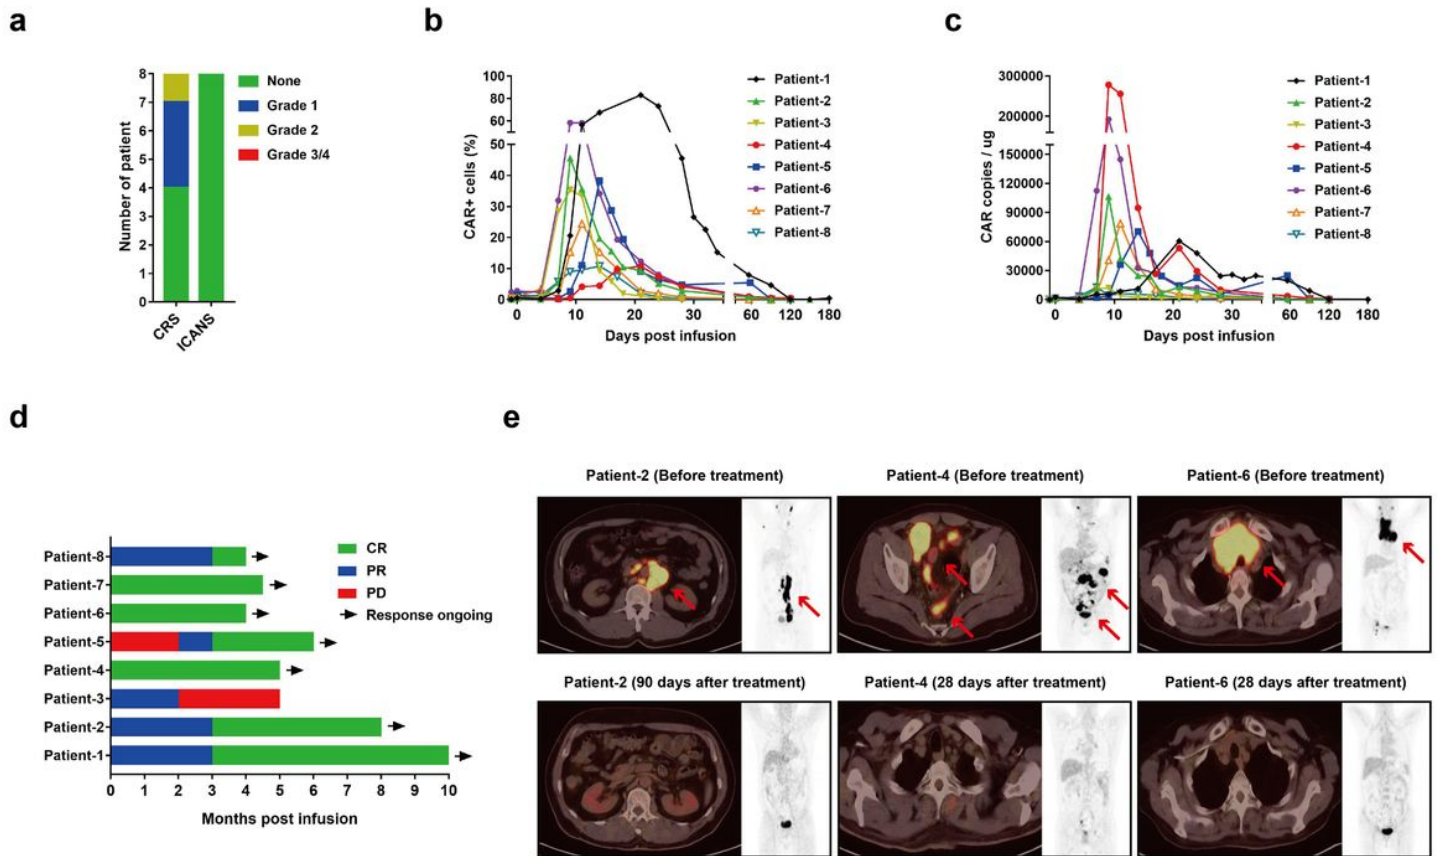 a
8
7
6
5
4
3
2
1
0
Number of patient
CRS
ICANS
None
Grade 1
Grade 2
Grade 3/4
b
100
80
60
50
40
30
20
10
0
CAR+ cells (%)
0 10 20 30 60 120 180
Days post infusion
Patient-1
Patient-2
Patient-3
Patient-4
Patient-5
Patient-6
Patient-7
Patient-8
c
300000
200000
150000
120000
90000
60000
30000
0
CAR copies / ug
0 10 20 30 60 120 180
Days post infusion
Patient-1
Patient-2
Patient-3
Patient-4
Patient-5
Patient-6
Patient-7
Patient-8
d
Patient-8
Patient-7
Patient-6
Patient-5
Patient-4
Patient-3
Patient-2
Patient-1
0 1 2 3 4 5 6 7 8 9 10
Months post infusion
CR
PR
PD
Response ongoing
e
Patient-2 (Before treatment)
Patient-4 (Before treatment)
Patient-6 (Before treatment)
Patient-2 (90 days after treatment)
Patient-4 (28 days after treatment)
Patient-6 (28 days after treatment)